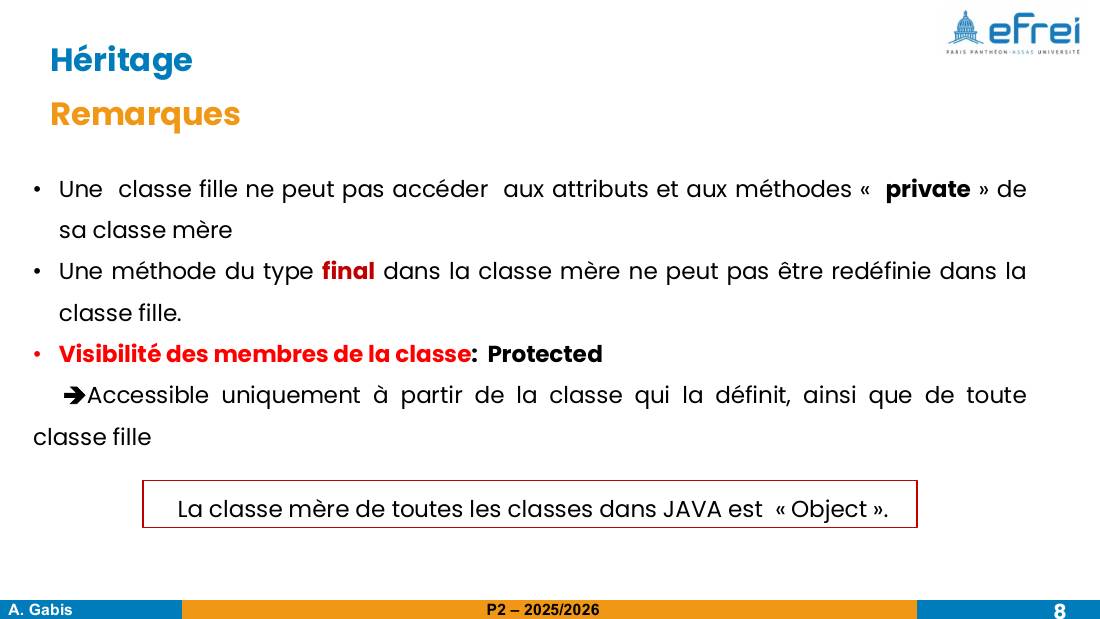 efrei
PARIS PANTHÉON-ASSAS UNIVERSITÉ
Héritage
Remarques
• Une classe fille ne peut pas accéder aux attributs et aux méthodes « private » de
sa classe mère
• Une méthode du type final dans la classe mère ne peut pas être redéfinie dans la
classe fille.
• Visibilité des membres de la classe: Protected
➔Accessible uniquement à partir de la classe qui la définit, ainsi que de toute
classe fille
La classe mère de toutes les classes dans JAVA est « Object ».
A. Gabis
P2 – 2025/2026
8